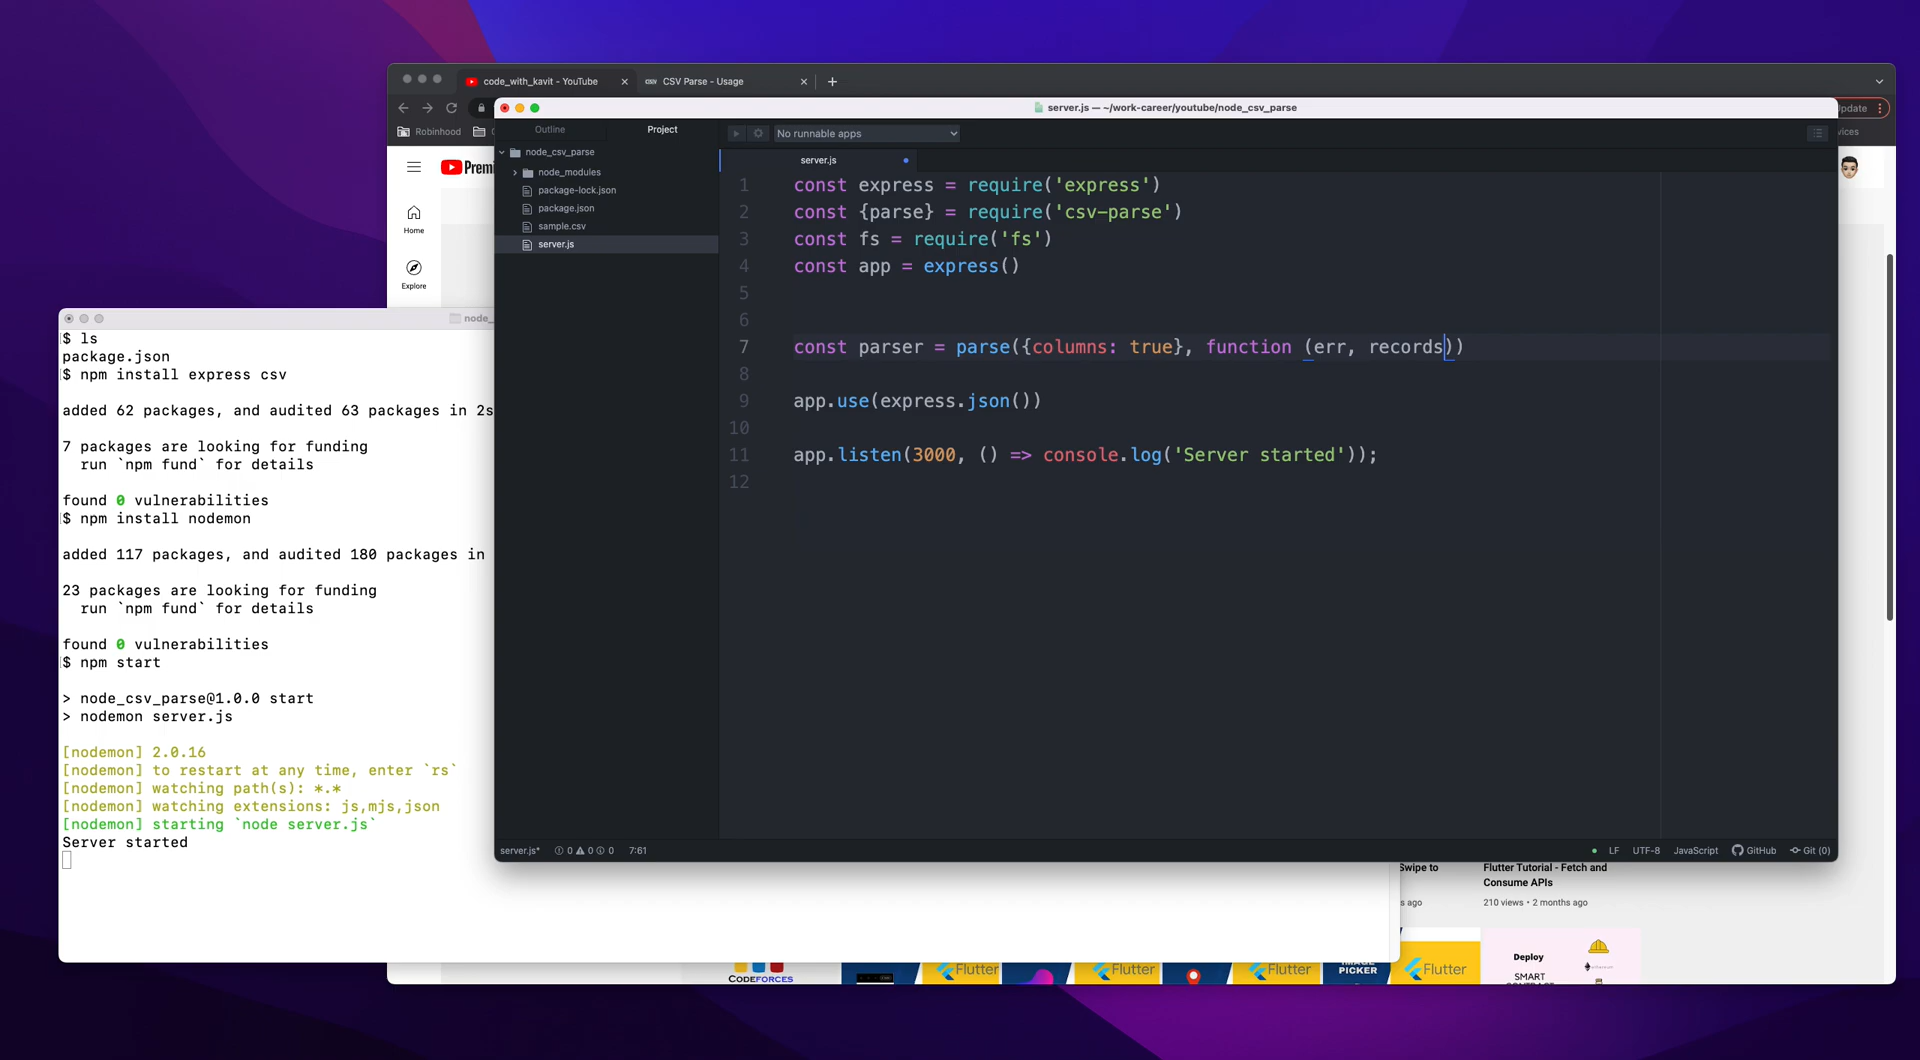 code_with_kavit - YouTube
CSV Parse - Usage
server.js — ~/work-career/youtube/node_csv_parse
Update
Robinhood
vices
Outline
Project
No runnable apps
Premi
Home
Explore
node_csv_parse
node_modules
package-lock.json
package.json
sample.csv
server.js
server.js
1 const express = require('express')
2 const {parse} = require('csv-parse')
3 const fs = require('fs')
4 const app = express()
5
6
7 const parser = parse({columns: true}, function (err, records))
8
9 app.use(express.json())
10
11 app.listen(3000, () => console.log('Server started'));
12
server.js* 0 0 0 7:61
LF UTF-8 JavaScript GitHub Git (0)
node_
$ ls
package.json
$ npm install express csv
added 62 packages, and audited 63 packages in 2s
7 packages are looking for funding
run `npm fund` for details
found 0 vulnerabilities
$ npm install nodemon
added 117 packages, and audited 180 packages in
23 packages are looking for funding
run `npm fund` for details
found 0 vulnerabilities
$ npm start
> node_csv_parse@1.0.0 start
> nodemon server.js
[nodemon] 2.0.16
[nodemon] to restart at any time, enter `rs`
[nodemon] watching path(s): *.*
[nodemon] watching extensions: js,mjs,json
[nodemon] starting `node server.js`
Server started
Swipe to
s ago
Flutter Tutorial - Fetch and
Consume APIs
210 views • 2 months ago
CODEFORCES
Flutter
Flutter
Flutter
PICKER
Flutter
Deploy
SMART